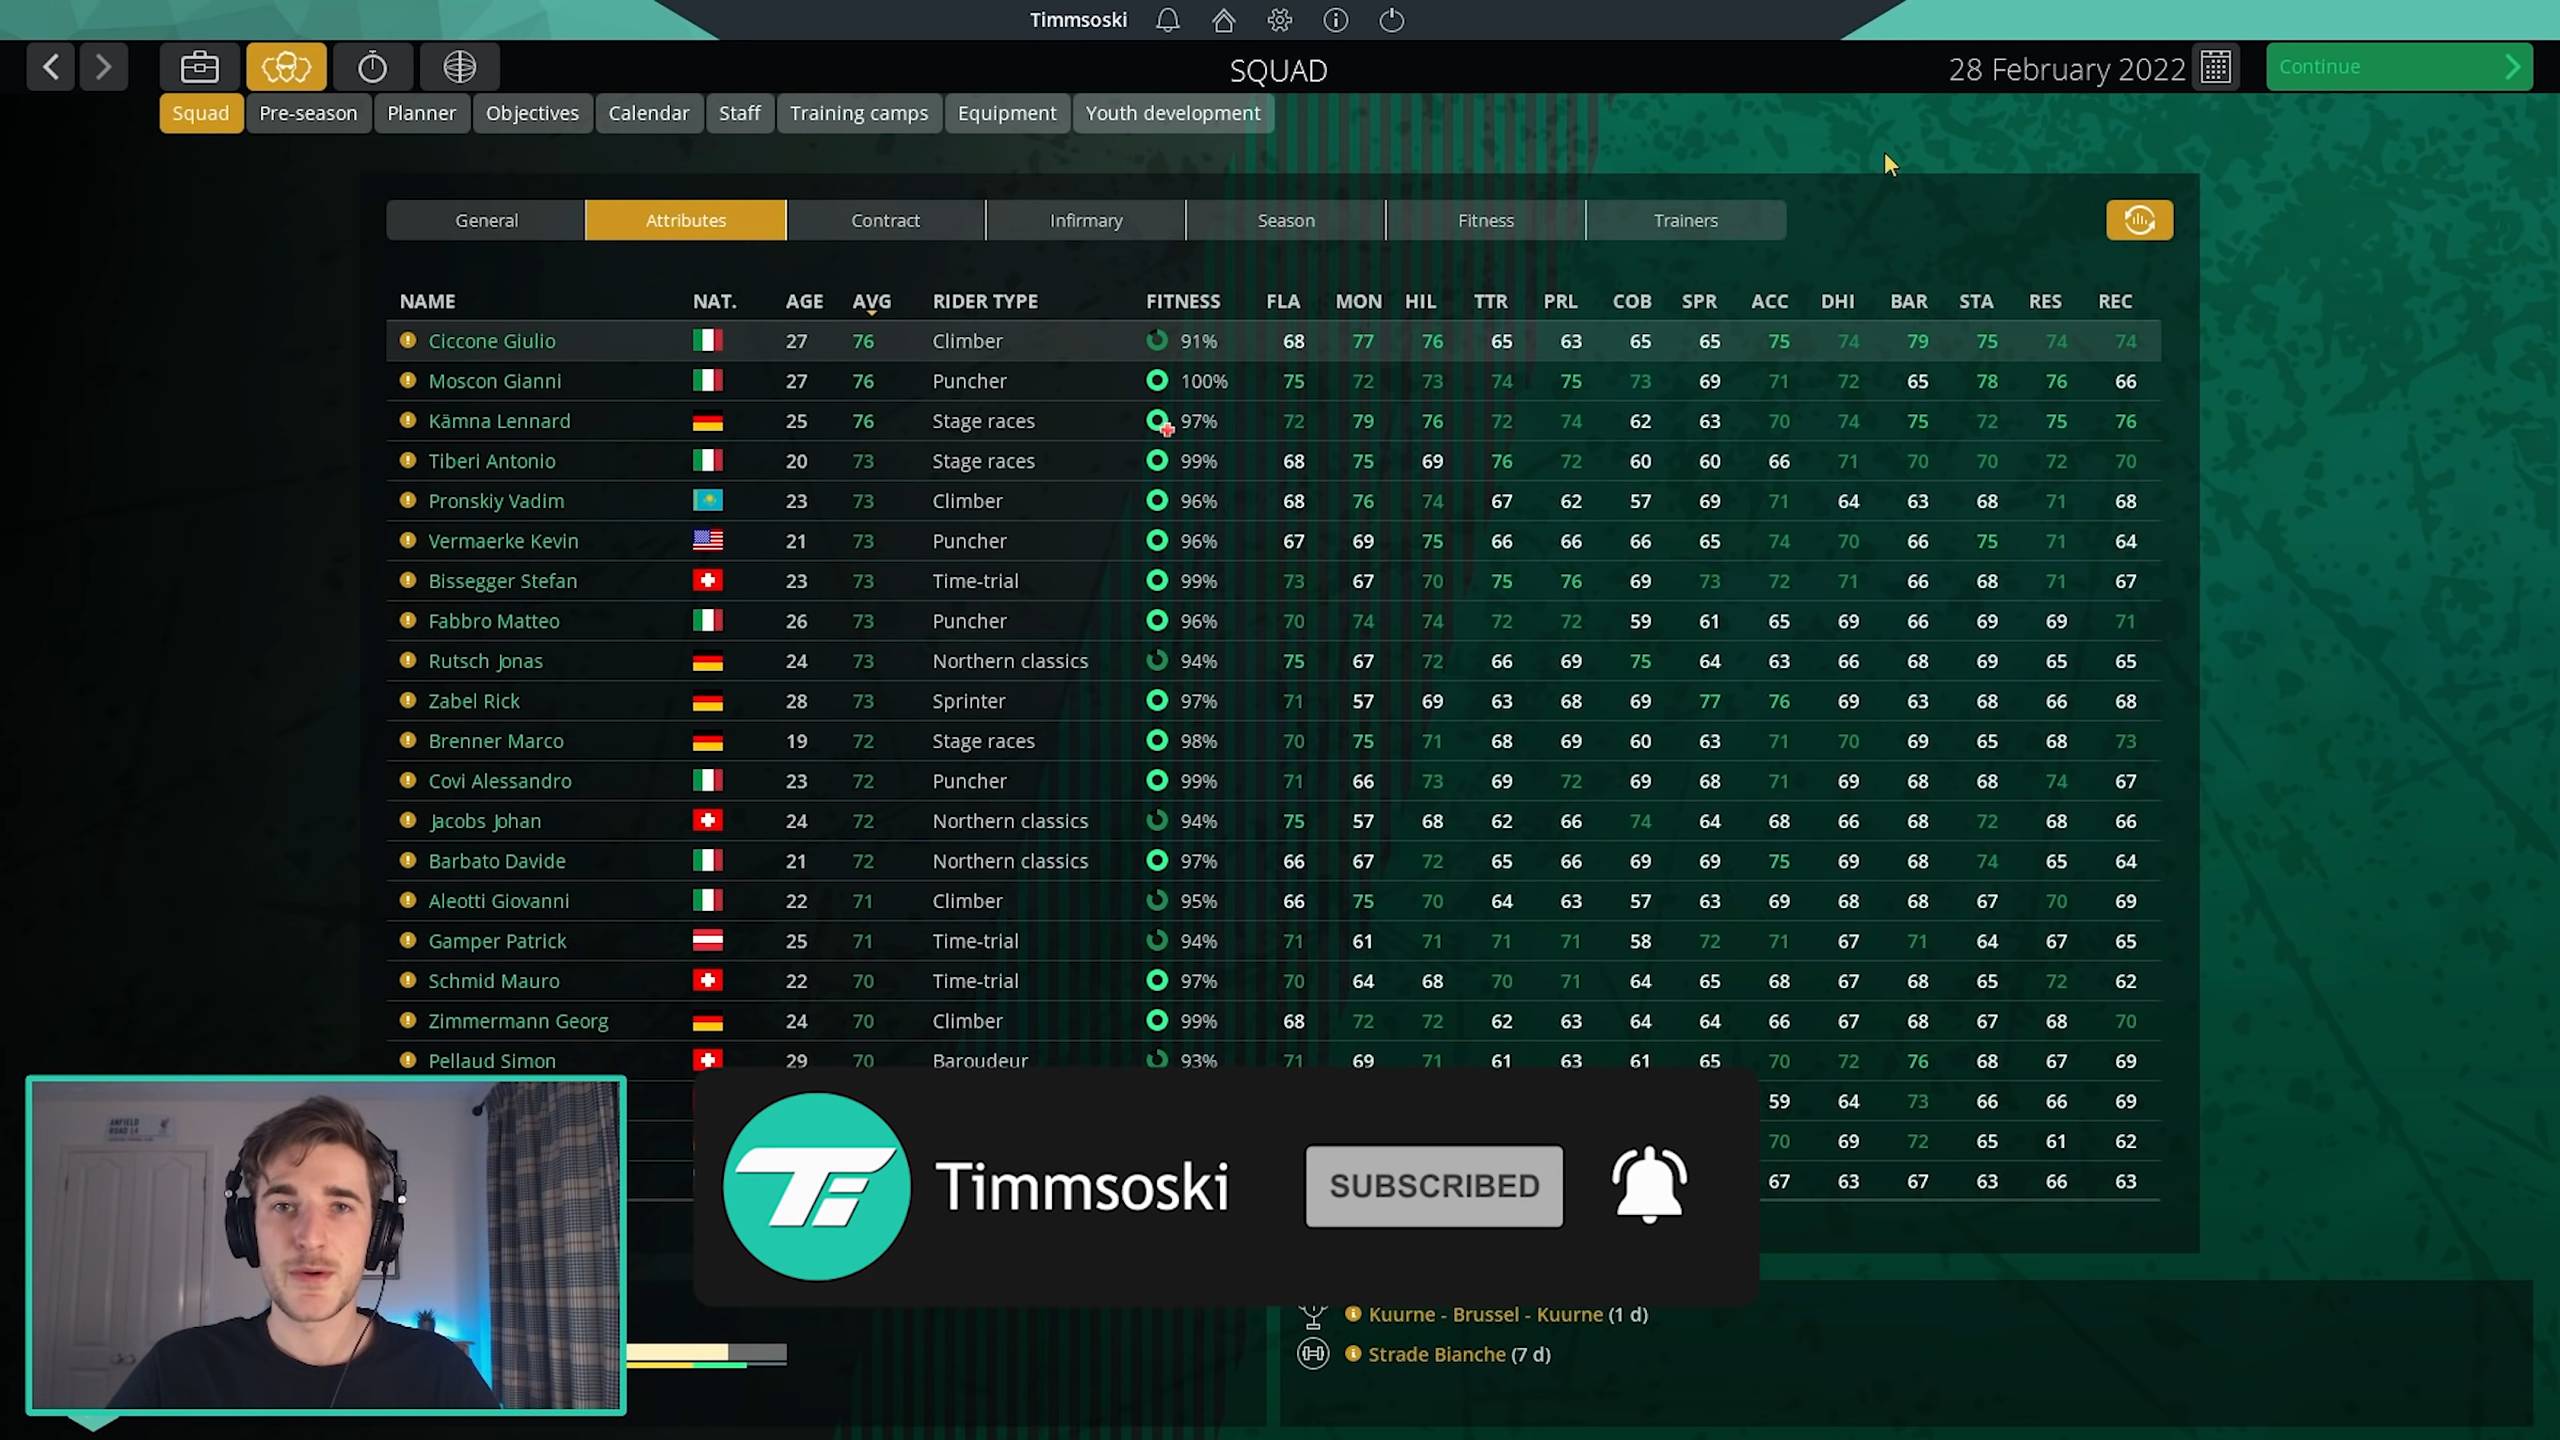 Timmsoski
SQUAD
28 February 2022
Continue
Squad Pre-season Planner Objectives Calendar Staff Training camps Equipment Youth development
General Attributes Contract Infirmary Season Fitness Trainers
NAME NAT. AGE AVG RIDER TYPE FITNESS FLA MON HIL TTR PRL COB SPR ACC DHI BAR STA RES REC
Ciccone Giulio 27 76 Climber 91% 68 77 76 65 63 65 65 75 74 79 75 74 74
Moscon Gianni 27 76 Puncher 100% 75 72 73 74 75 73 69 71 72 65 78 76 66
Kämna Lennard 25 76 Stage races 97% 72 79 76 72 74 62 63 70 74 75 72 75 76
Tiberi Antonio 20 73 Stage races 99% 68 75 69 76 72 60 60 66 71 70 70 72 70
Pronskiy Vadim 23 73 Climber 96% 68 76 74 67 62 57 69 71 64 63 68 71 68
Vermaerke Kevin 21 73 Puncher 96% 67 69 75 66 66 66 65 74 70 66 75 71 64
Bissegger Stefan 23 73 Time-trial 99% 73 67 70 75 76 69 73 72 71 66 68 71 67
Fabbro Matteo 26 73 Puncher 96% 70 74 74 72 72 59 61 65 69 66 69 69 71
Rutsch Jonas 24 73 Northern classics 94% 75 67 72 66 69 75 64 63 66 68 69 65 65
Zabel Rick 28 73 Sprinter 97% 71 57 69 63 68 69 77 76 69 63 68 66 68
Brenner Marco 19 72 Stage races 98% 70 75 71 68 69 60 63 71 70 69 65 68 73
Covi Alessandro 23 72 Puncher 99% 71 66 73 69 72 69 68 71 69 68 68 74 67
Jacobs Johan 24 72 Northern classics 94% 75 57 68 62 66 74 64 68 66 68 72 68 66
Barbato Davide 21 72 Northern classics 97% 66 67 72 65 66 69 69 75 69 68 74 65 64
Aleotti Giovanni 22 71 Climber 95% 66 75 70 64 63 57 63 69 68 68 67 70 69
Gamper Patrick 25 71 Time-trial 94% 71 61 71 71 71 58 72 71 67 71 64 67 65
Schmid Mauro 22 70 Time-trial 97% 70 64 68 70 71 64 65 68 67 68 65 72 62
Zimmermann Georg 24 70 Climber 99% 68 72 72 62 63 64 64 66 67 68 67 68 70
Pellaud Simon 29 70 Baroudeur 93% 71 69 71 61 63 61 65 70 72 76 68 67 69
59 64 73 66 66 69
70 69 72 65 61 62
67 63 67 63 66 63
ANFIELD
ROAD L4
Timmsoski SUBSCRIBED
Kuurne - Brussel - Kuurne (1 d)
Strade Bianche (7 d)